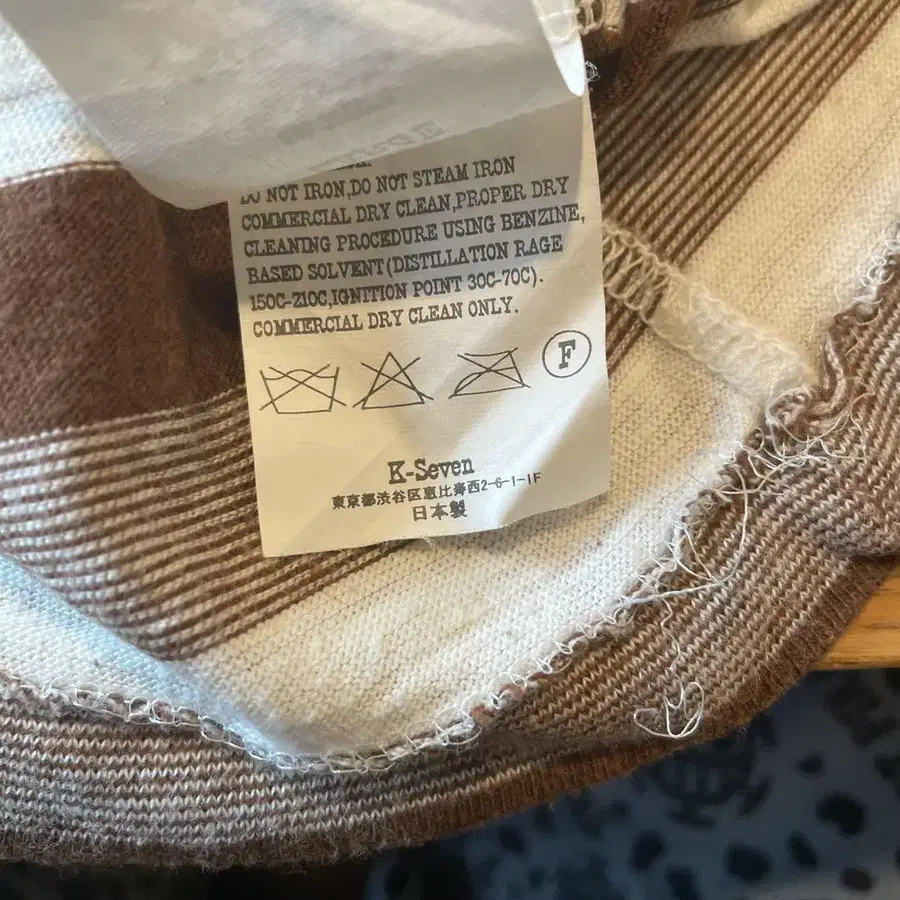 DO NOT IRON,DO NOT STEAM IRON
COMMERCIAL DRY CLEAN,PROPER DRY
CLEANING PROCEDURE USING BENZINE,
BASED SOLVENT(DISTILLATION RAGE
150C-210C,IGNITION POINT 30C-70C).
COMMERCIAL DRY CLEAN ONLY.
F
K-Seven
東京都渋谷区恵比寿西2-6-1-1F
日本製